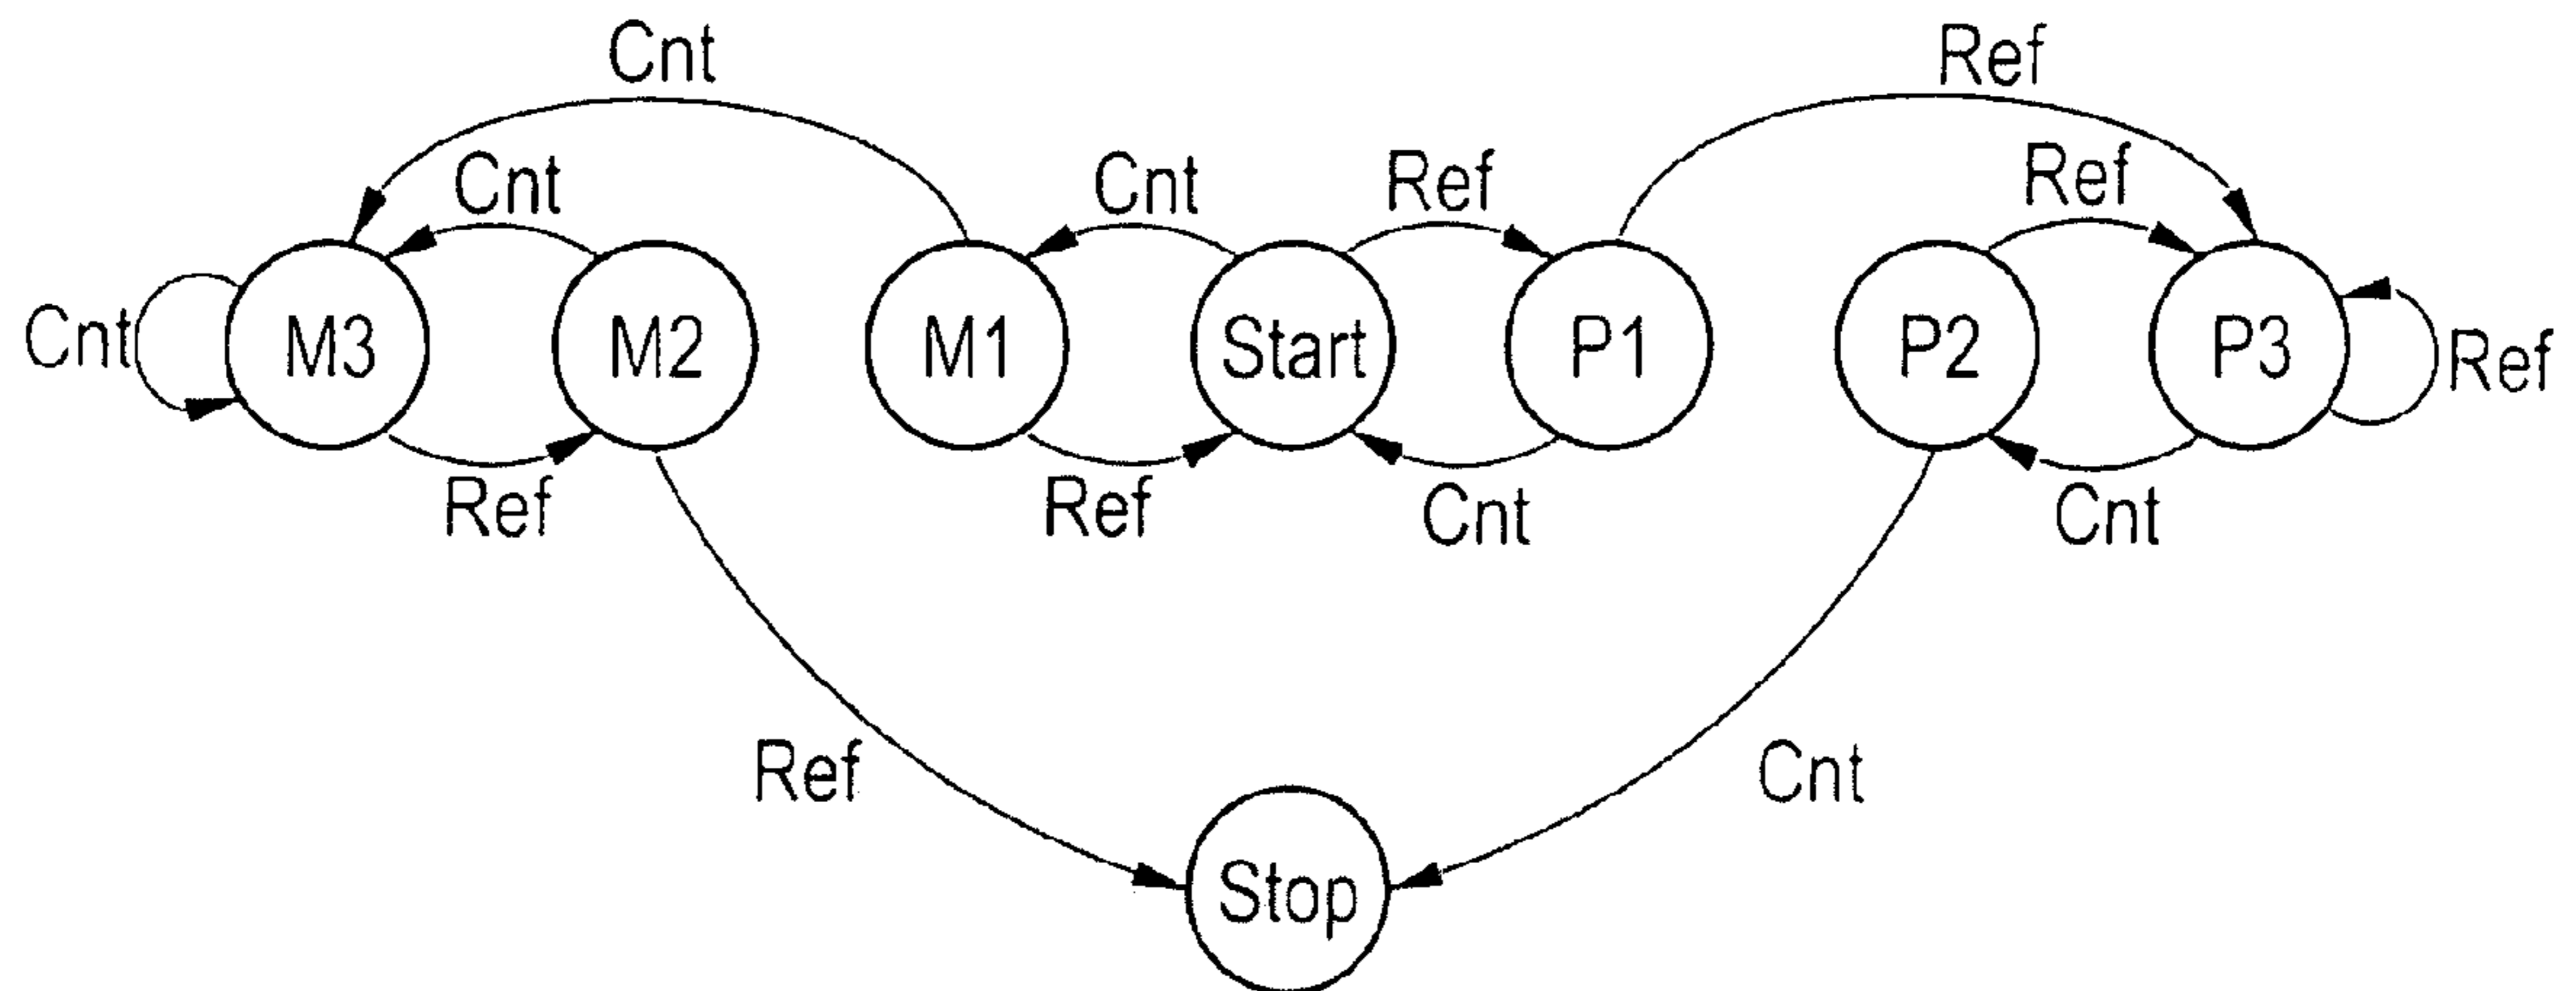 Cnt
Ref
Cnt
Cnt
Ref
Ref
Cnt
M3
M2
M1
Start
P1
P2
P3
Ref
Ref
Ref
Cnt
Cnt
Ref
Cnt
Stop